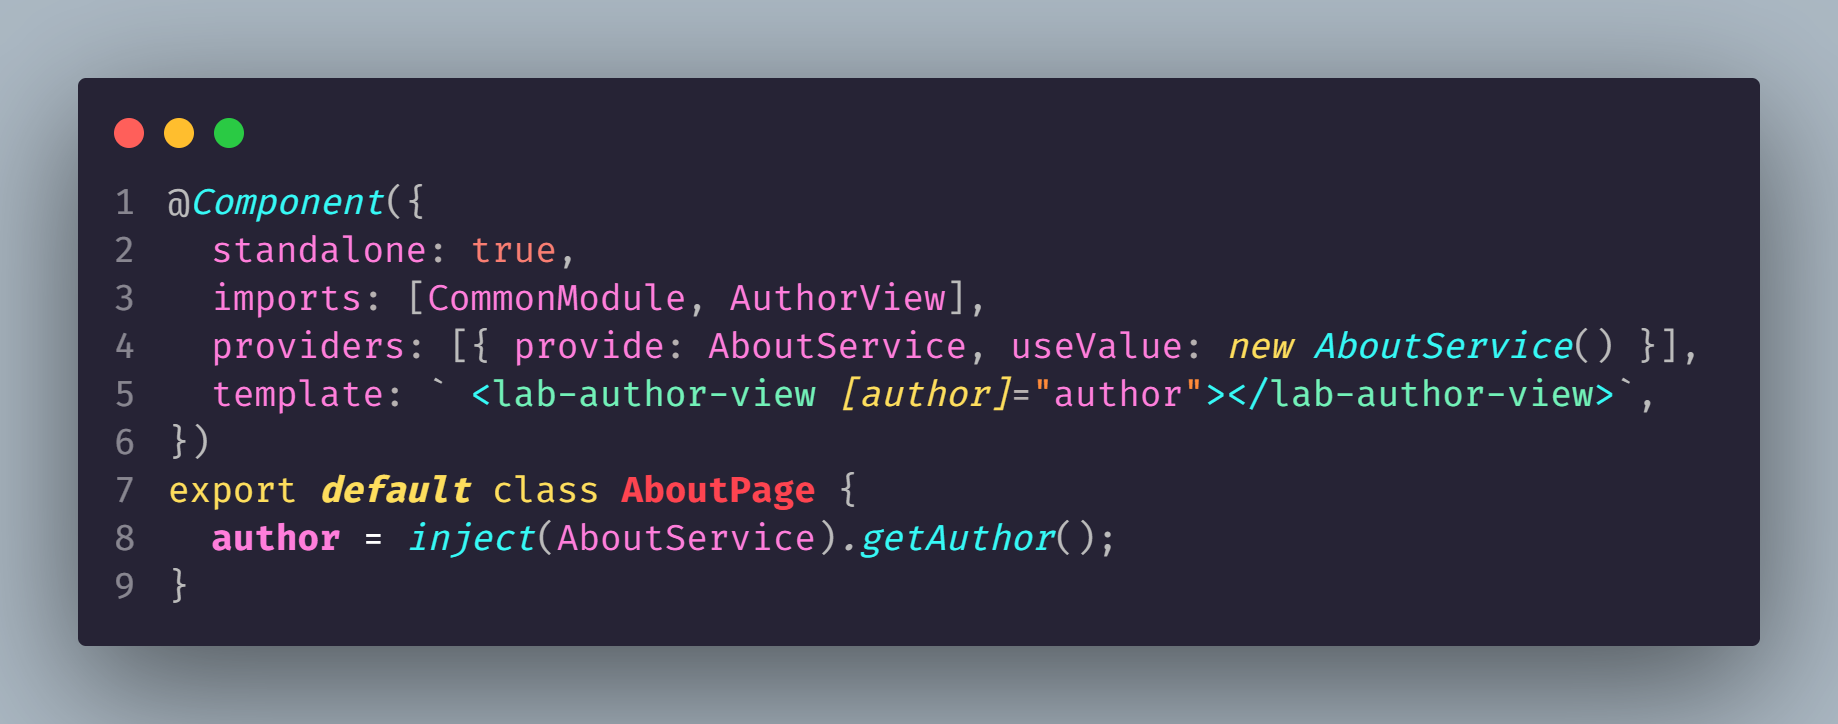 1 @Component({
2   standalone: true,
3   imports: [CommonModule, AuthorView],
4   providers: [{ provide: AboutService, useValue: new AboutService() }],
5   template: ` <lab-author-view [author]="author"></lab-author-view>`,
6 })
7 export default class AboutPage {
8   author = inject(AboutService).getAuthor();
9 }